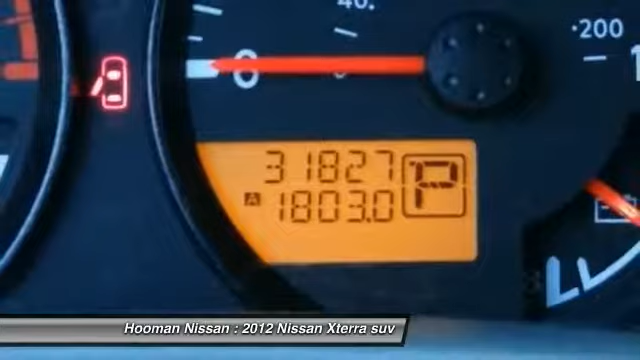 40.
·200
0
31827
A 1803.0
P
L
Hooman Nissan : 2012 Nissan Xterra suv